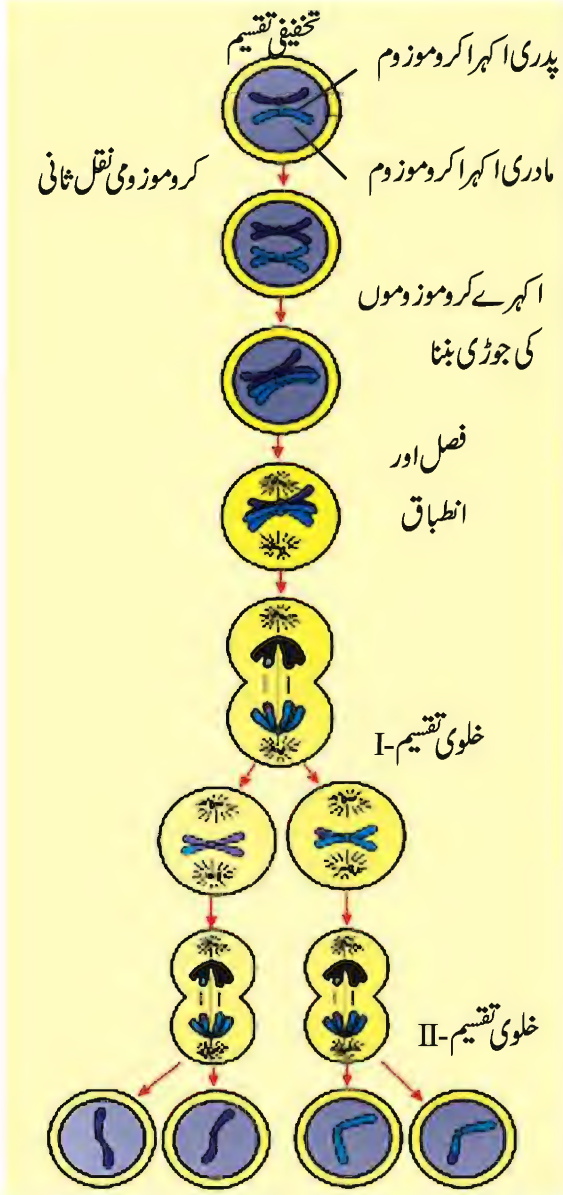 تخفیفی تقسیم
پدری اکہرا کروموزوم
مادری اکہرا کروموزوم
کروموزومی نقل ثانی
اکہرے کروموزوموں
کی جوڑی بننا
فصل اور
انطباق
خلوی تقسیم-I
خلوی تقسیم-II